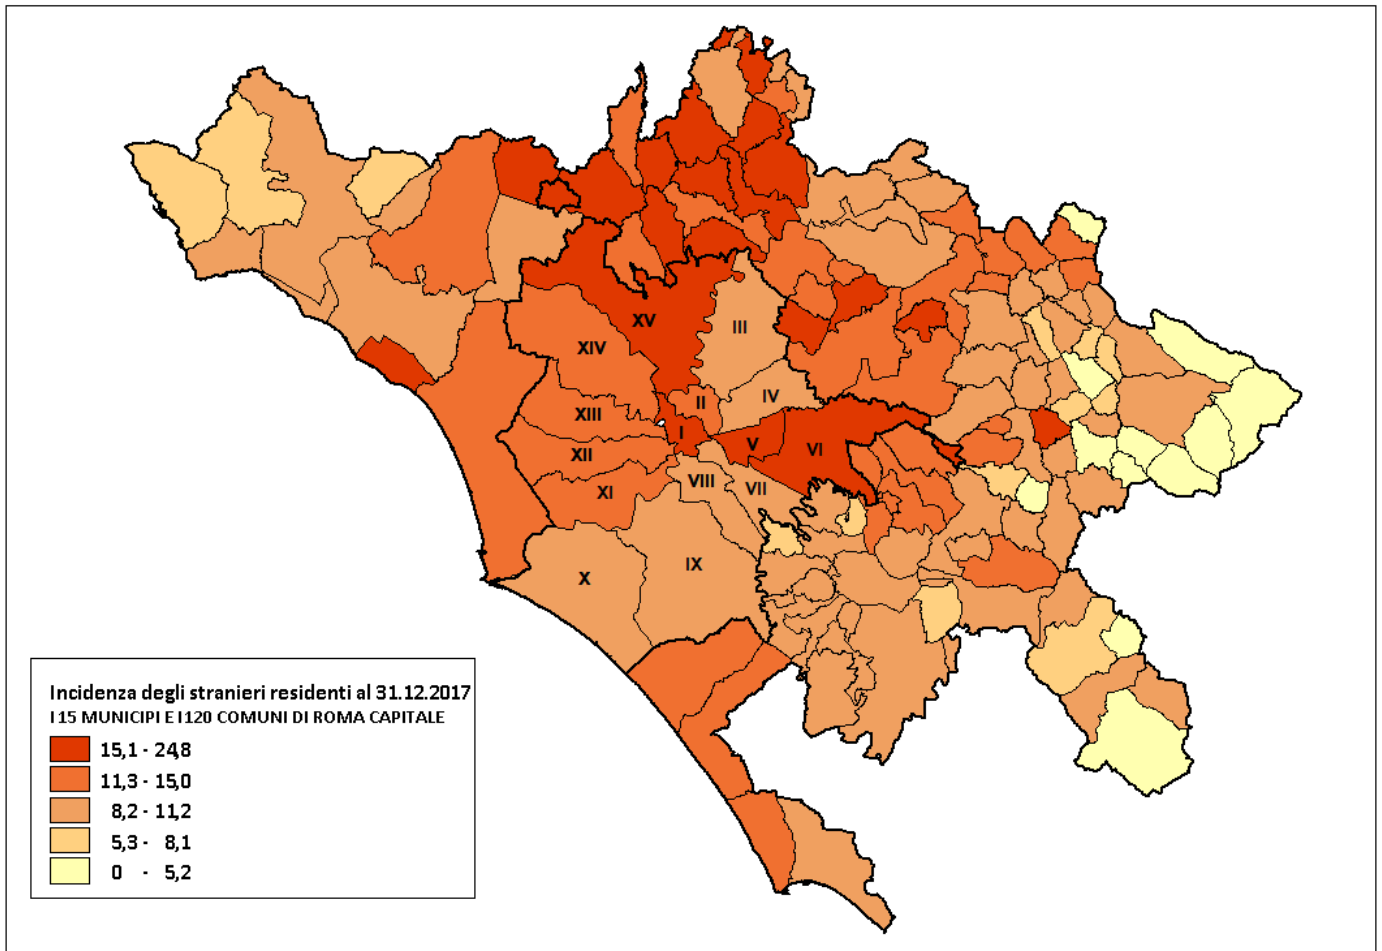 XV
III
XIV
II
IV
XIII
I
V
VI
XII
VIII
VII
XI
IX
X
Incidenza degli stranieri residenti al 31.12.2017
I 15 MUNICIPI E I 120 COMUNI DI ROMA CAPITALE
15,1 - 24,8
11,3 - 15,0
8,2 - 11,2
5,3 - 8,1
0 - 5,2